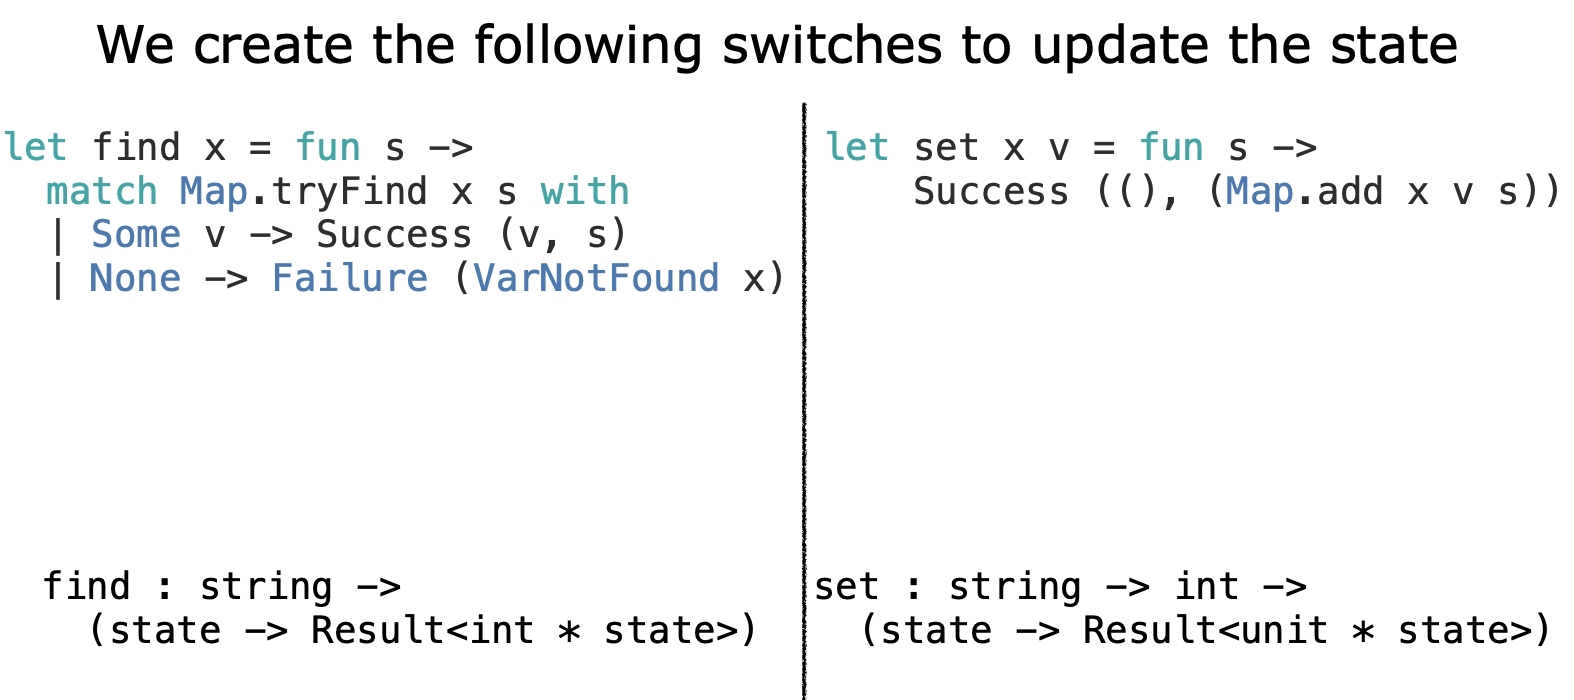 We create the following switches to update the state
let find x = fun s ->
match Map.tryFind x s with
| Some v -> Success (v, s)
| None -> Failure (VarNotFound x)
find : string ->
(state -> Result<int * state>)
let set x v = fun s ->
Success ((), (Map.add x v s))
set : string -> int ->
(state -> Result<unit * state>)